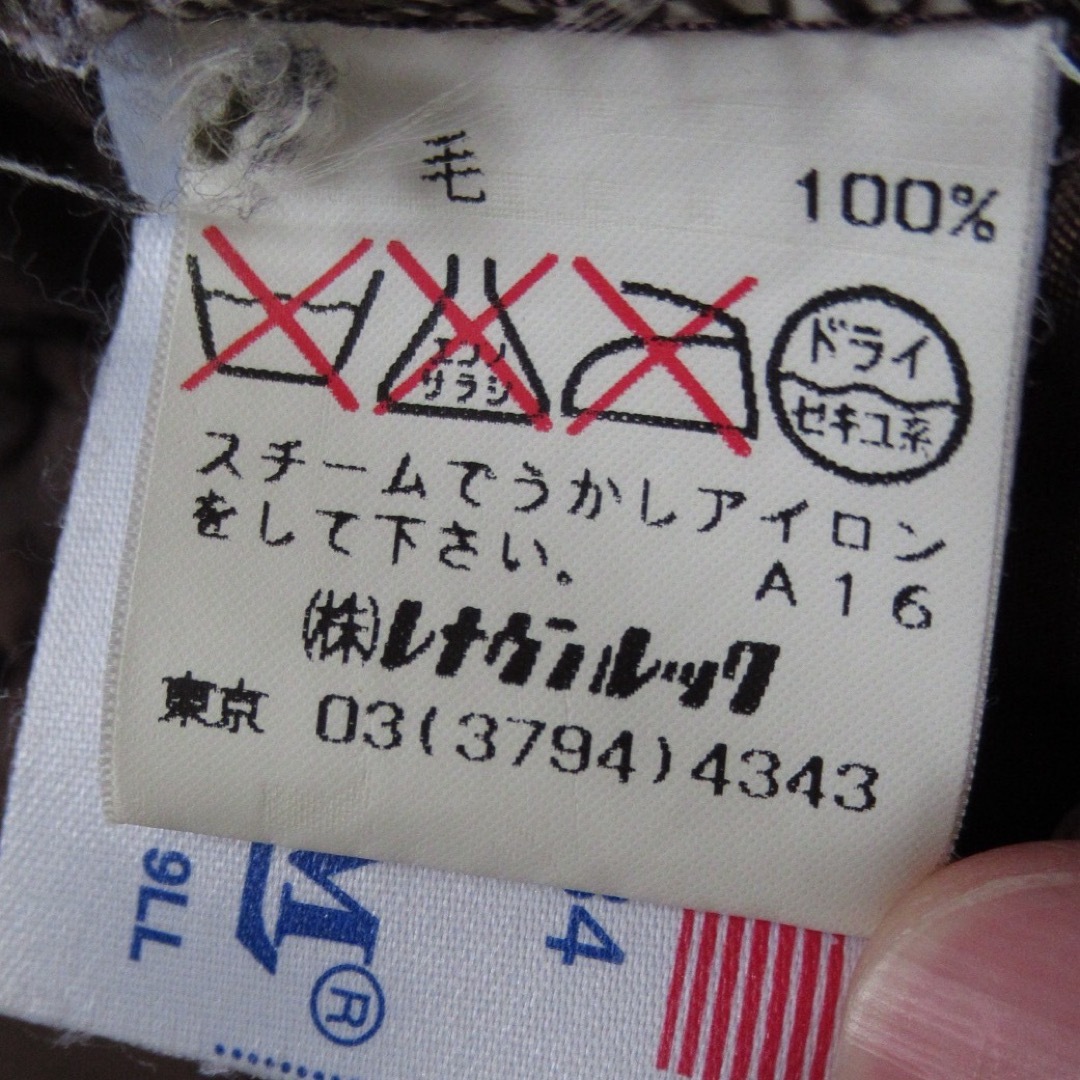 毛 100%
エンソ
サラシ
ドライ
セキユ系
スチームでうかしアイロン
をして下さい。 A16
㈱レナウンルック
東京 03(3794)4343
9LL
M®